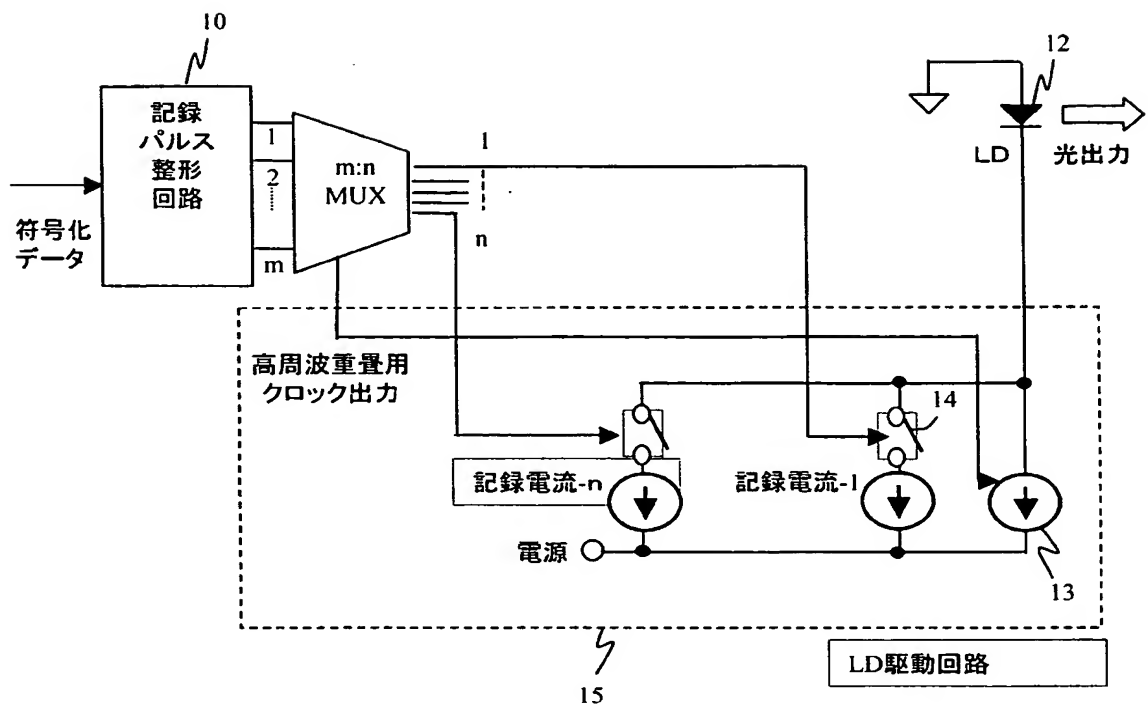 10
記録
パルス
整形
回路
符号化
データ
1
2
m
m:n
MUX
1
n
12
LD
光出力
高周波重畳用
クロック出力
14
記録電流-n
記録電流-1
電源
13
15
LD駆動回路